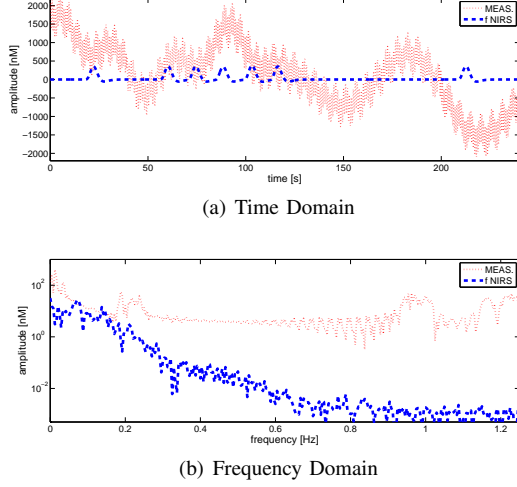 2000
1500
1000
500
0
−500
−1000
−1500
−2000
amplitude [nM]
MEAS.
f NIRS
0 50 100 150 200
time [s]
(a) Time Domain
10^2
10^0
10^−2
amplitude [nM]
MEAS.
f NIRS
0 0.2 0.4 0.6 0.8 1 1.2
frequency [Hz]
(b) Frequency Domain